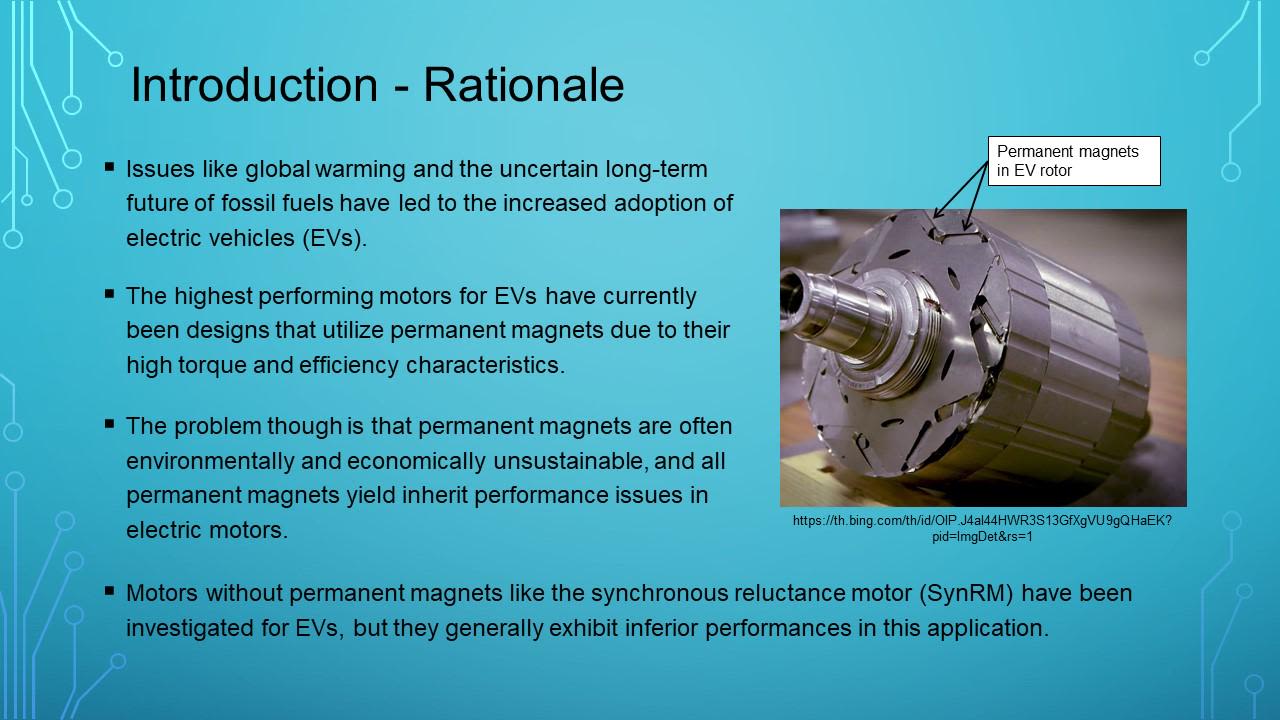 Introduction - Rationale
Permanent magnets
in EV rotor
▪ Issues like global warming and the uncertain long-term
future of fossil fuels have led to the increased adoption of
electric vehicles (EVs).
▪ The highest performing motors for EVs have currently
been designs that utilize permanent magnets due to their
high torque and efficiency characteristics.
▪ The problem though is that permanent magnets are often
environmentally and economically unsustainable, and all
permanent magnets yield inherit performance issues in
electric motors.
https://th.bing.com/th/id/OIP.J4al44HWR3S13GfXgVU9gQHaEK?
pid=ImgDet&rs=1
▪ Motors without permanent magnets like the synchronous reluctance motor (SynRM) have been
investigated for EVs, but they generally exhibit inferior performances in this application.